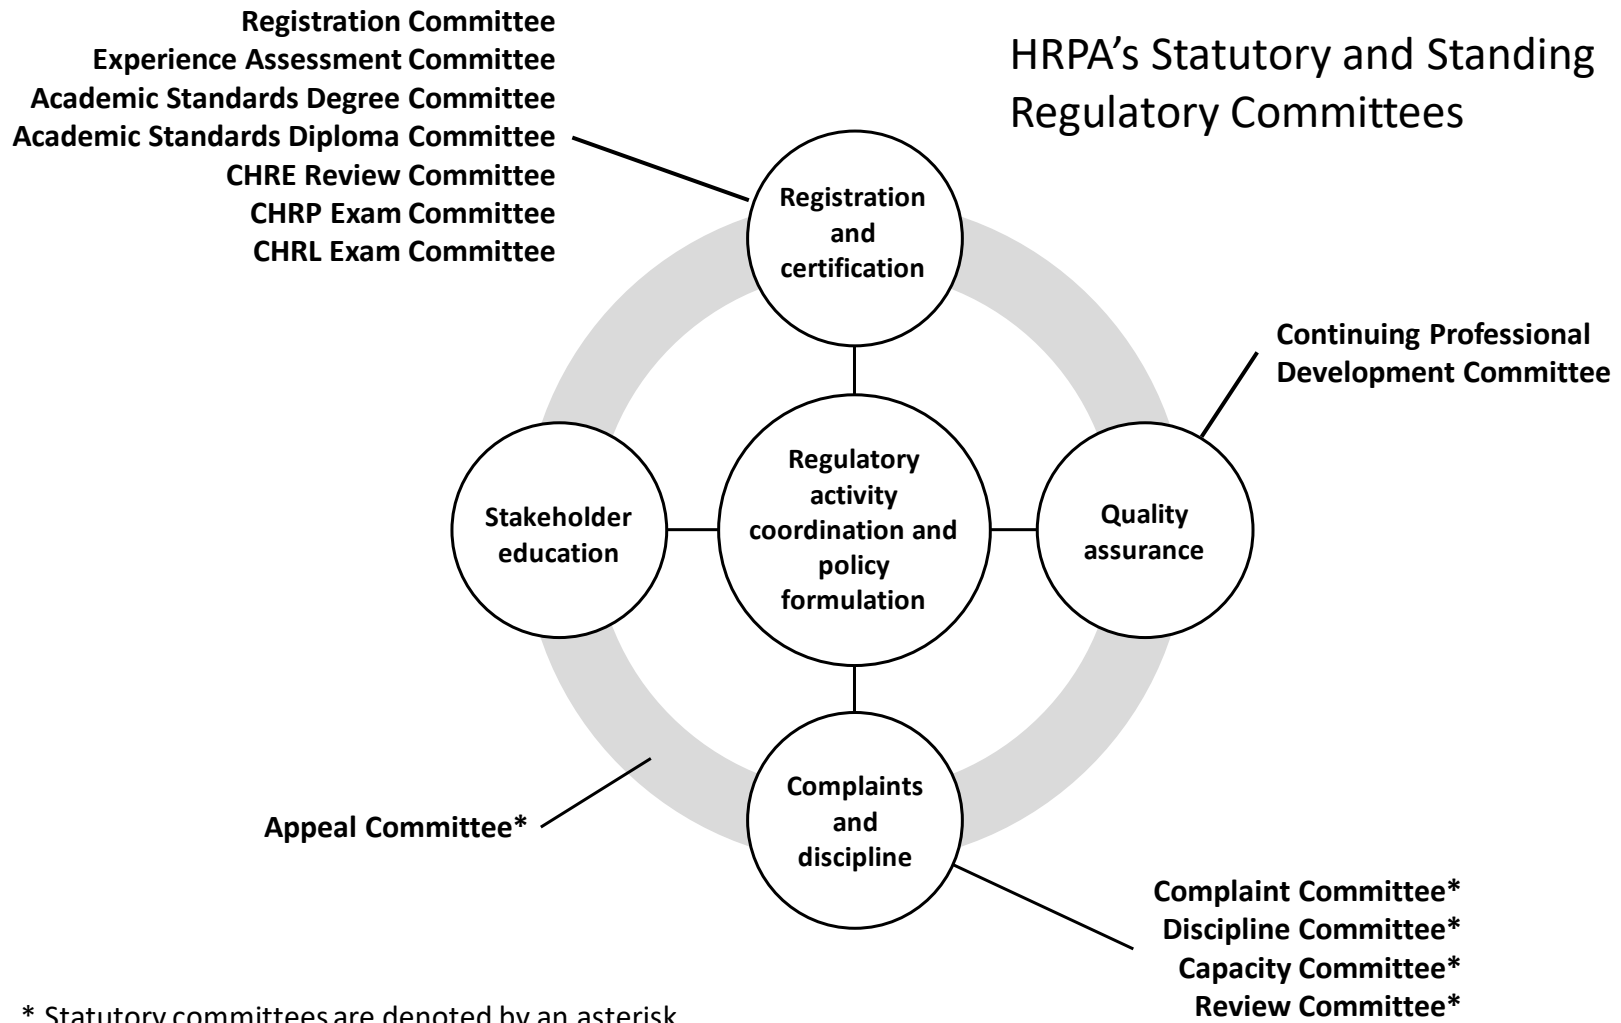 Registration Committee
Experience Assessment Committee
Academic Standards Degree Committee
Academic Standards Diploma Committee
CHRE Review Committee
CHRP Exam Committee
CHRL Exam Committee
HRPA’s Statutory and Standing
Regulatory Committees
Registration
and
certification
Continuing Professional
Development Committee
Stakeholder
education
Regulatory
activity
coordination and
policy
formulation
Quality
assurance
Appeal Committee*
Complaints
and
discipline
Complaint Committee*
Discipline Committee*
Capacity Committee*
Review Committee*
* Statutory committees are denoted by an asterisk